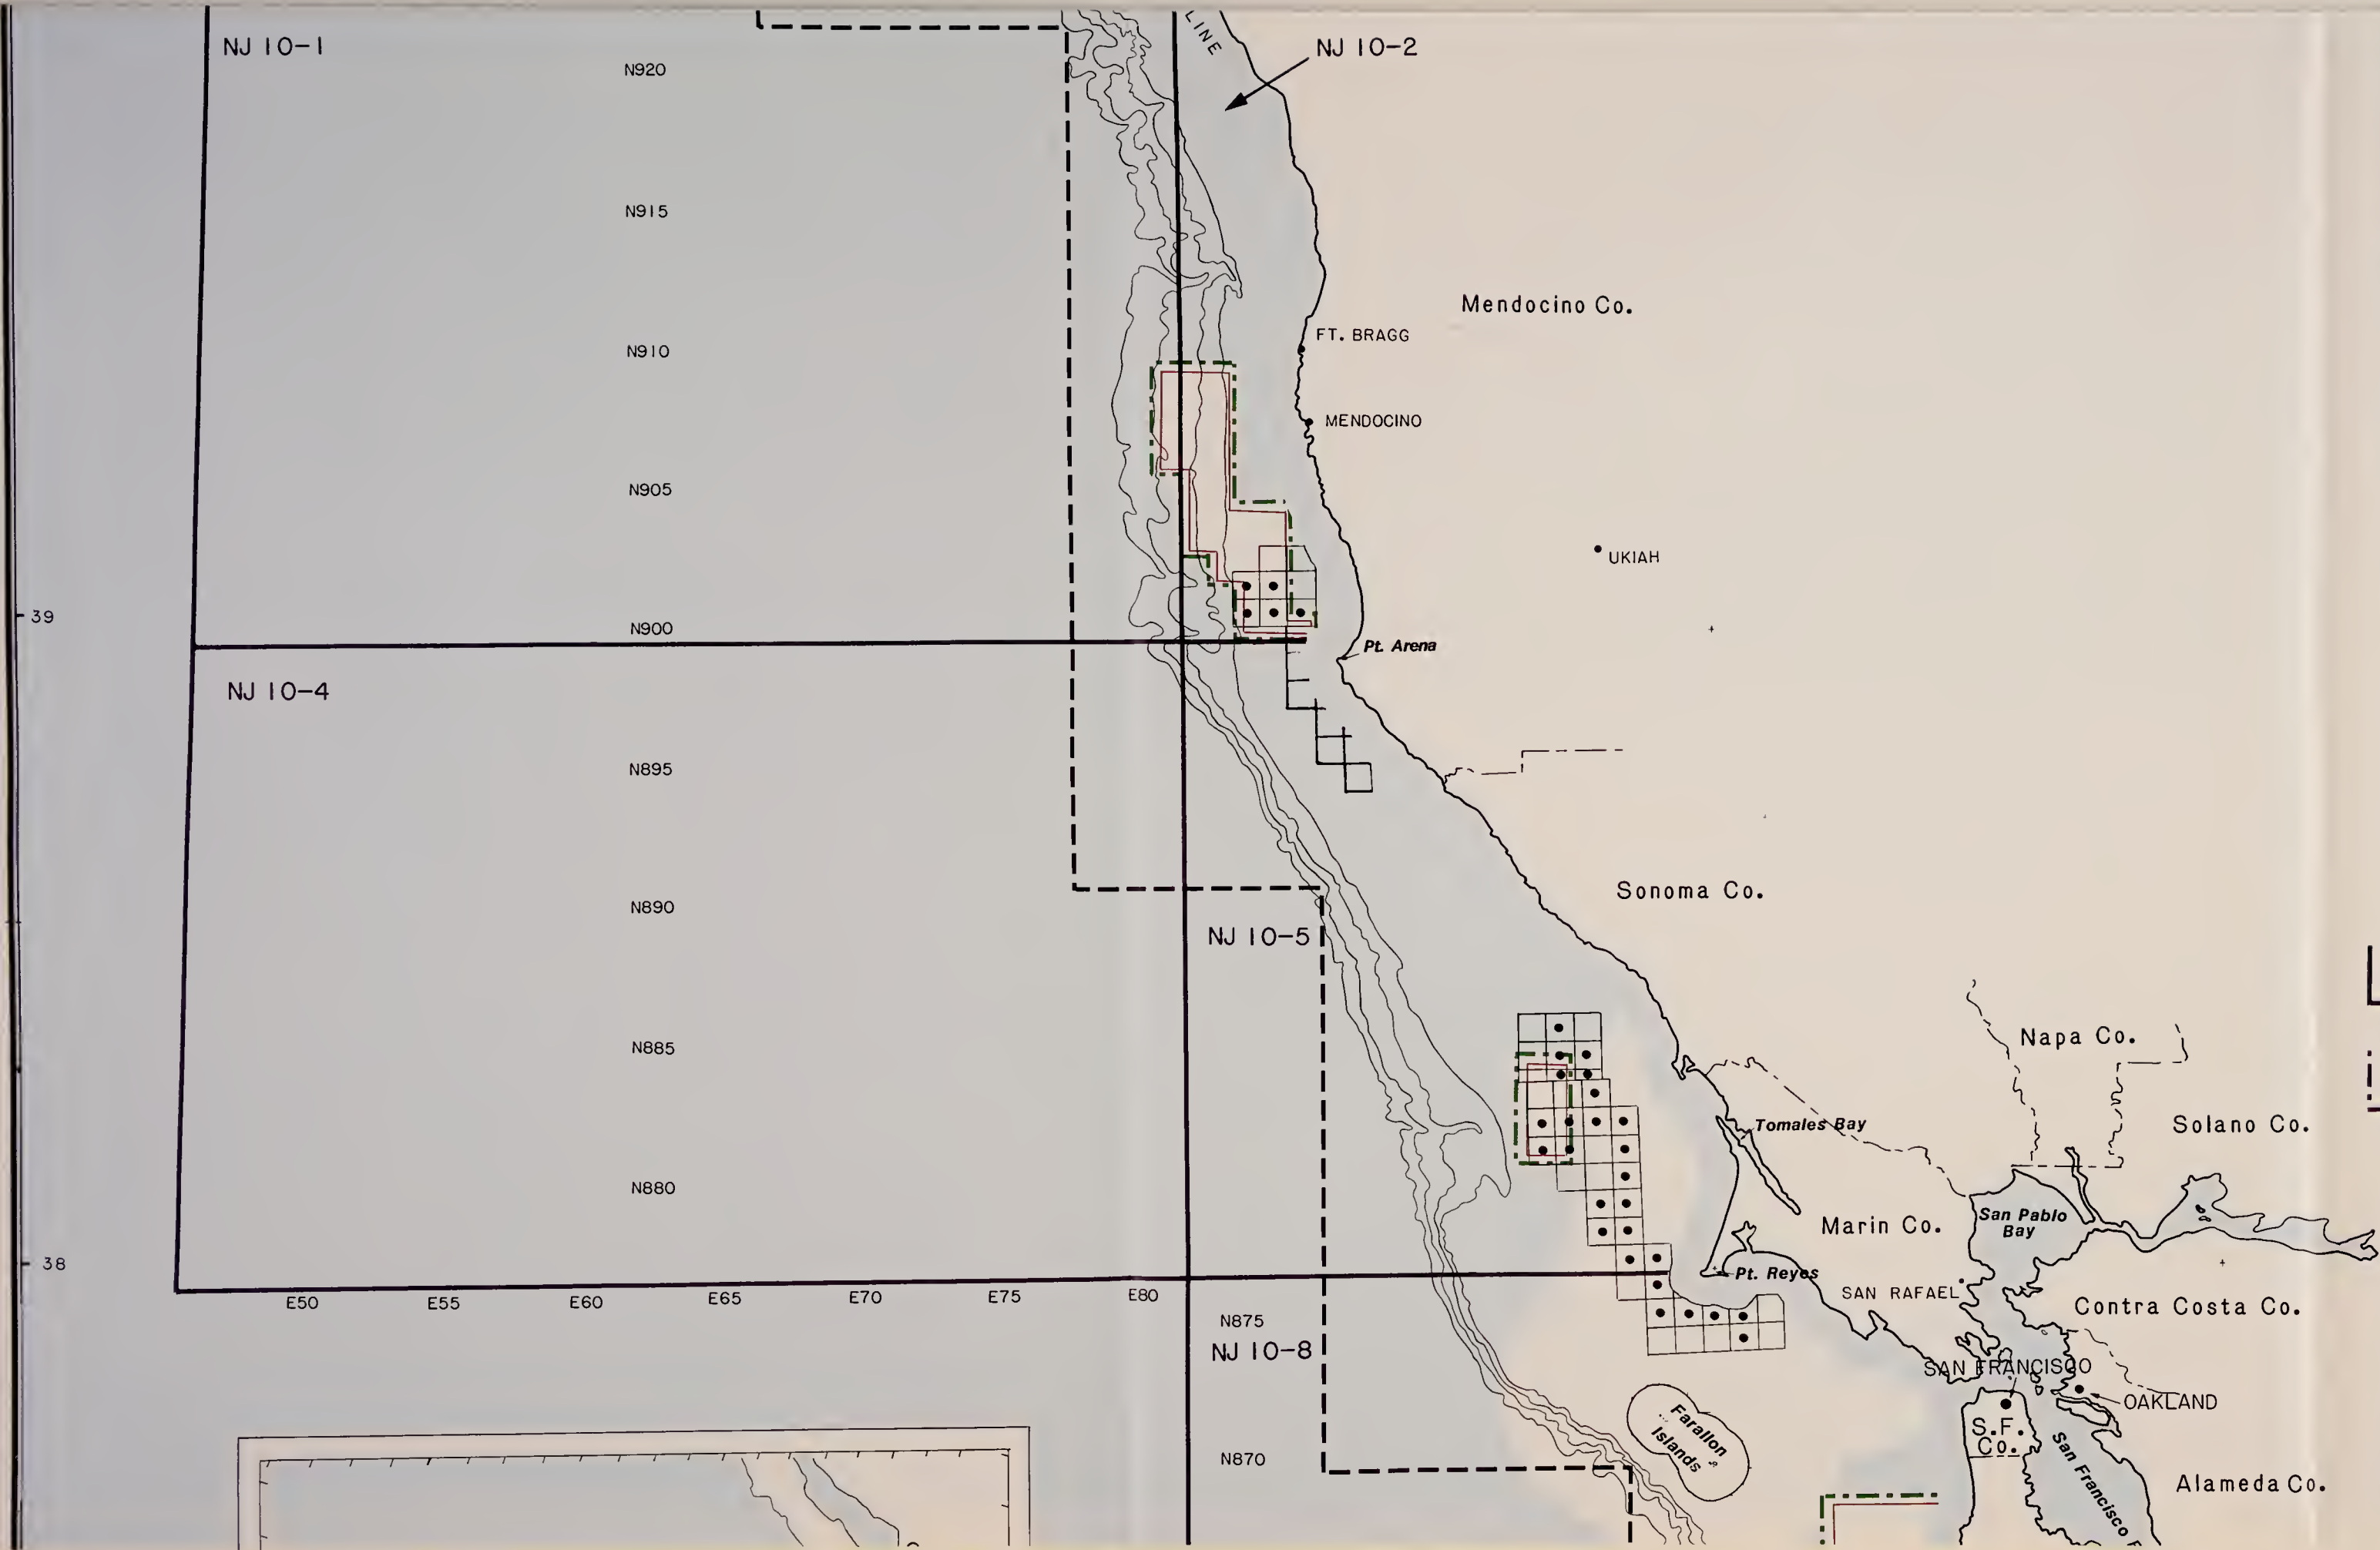 LINE
NJ 10-1
NJ 10-2
N920
N915
Mendocino Co.
FT. BRAGG
N910
MENDOCINO
N905
UKIAH
39
N900
Pt. Arena
NJ 10-4
N895
Sonoma Co.
N890
NJ 10-5
Napa Co.
N885
Tomales Bay
Solano Co.
N880
San Pablo
Bay
Marin Co.
38
Pt. Reyes
SAN RAFAEL
E50
E55
E60
E65
E70
E75
E80
Contra Costa Co.
N875
NJ 10-8
SAN FRANCISCO
OAKLAND
Farallon
Islands
S.F.
Co.
N870
San Francisco
Alameda Co.